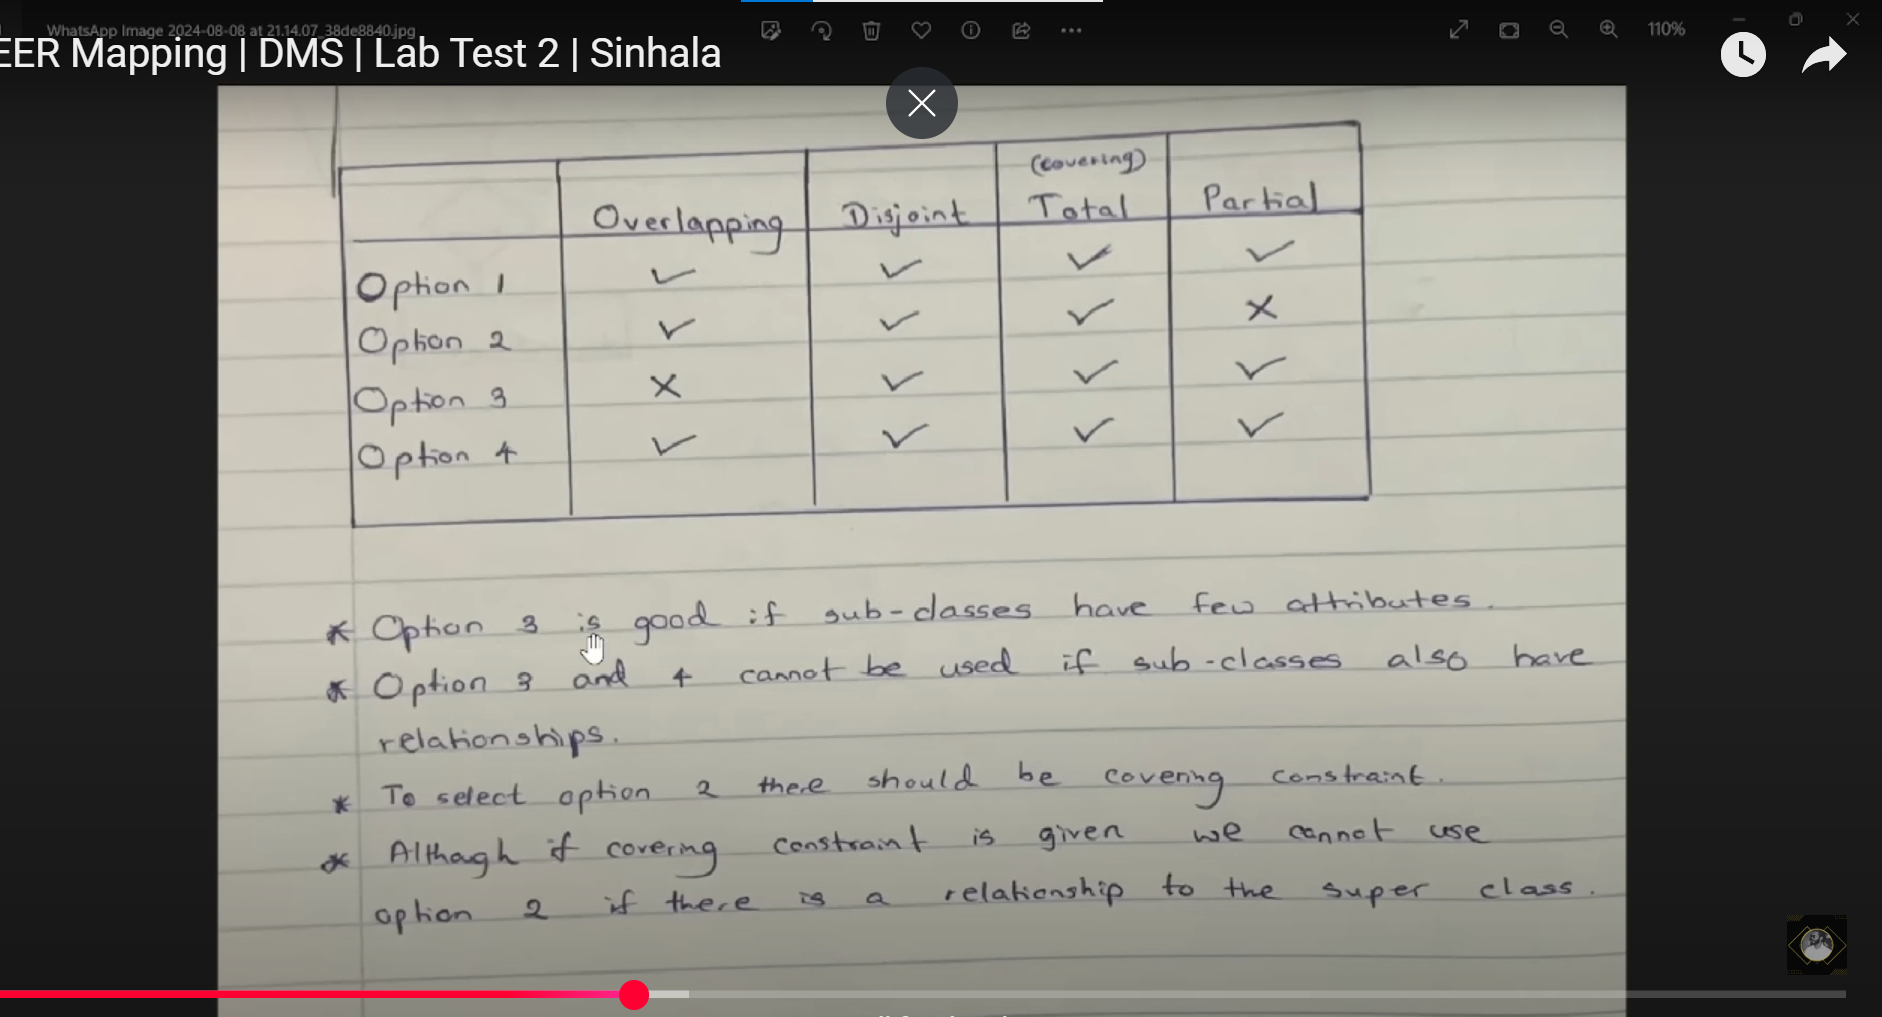 WhatsApp Image 2024-08-08 at 21.14.07_38de8840.jpg
110%
EER Mapping | DMS | Lab Test 2 | Sinhala
(covering)
Overlapping Disjoint Total Partial
Option 1 ✓ ✓ ✓ ✓
Option 2 ✓ ✓ ✓ ×
Option 3 × ✓ ✓ ✓
Option 4 ✓ ✓ ✓ ✓
* Option 3 is good if sub-classes have few attributes.
* Option 3 and 4 cannot be used if sub-classes also have
relationships.
* To select option 2 there should be covering constraint.
* Althogh if covering constraint is given we cannot use
option 2 if there is a relationship to the super class.